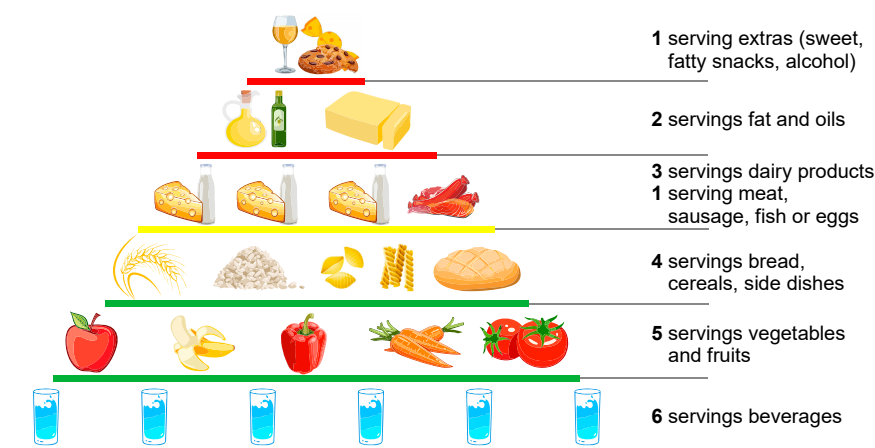 1 serving extras (sweet,
fatty snacks, alcohol)
2 servings fat and oils
3 servings dairy products
1 serving meat,
sausage, fish or eggs
4 servings bread,
cereals, side dishes
5 servings vegetables
and fruits
6 servings beverages